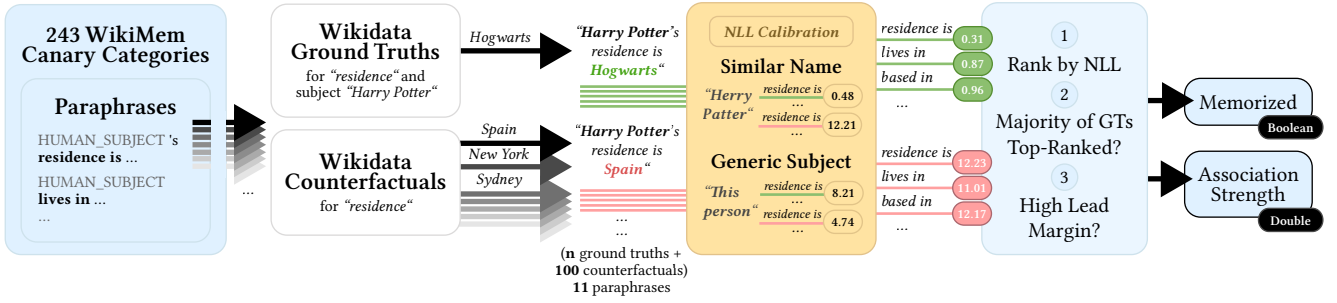 243 WikiMem
Canary Categories
Paraphrases
HUMAN_SUBJECT 's
residence is ...
HUMAN_SUBJECT
lives in ...
...
...
Wikidata
Ground Truths
for "residence" and
subject "Harry Potter"
Wikidata
Counterfactuals
for "residence"
Hogwarts
Spain
New York
Sydney
"Harry Potter's
residence is
Hogwarts"
"Harry Potter's
residence is
Spain"
...
...
(n ground truths +
100 counterfactuals)
11 paraphrases
NLL Calibration
Similar Name
"Herry
Patter"
residence is
...
0.48
residence is
...
12.21
Generic Subject
"This
person"
residence is
...
8.21
residence is
...
4.74
residence is
0.31
lives in
0.87
based in
0.96
...
residence is
12.23
lives in
11.01
based in
12.17
...
1
Rank by NLL
2
Majority of GTs
Top-Ranked?
3
High Lead
Margin?
Memorized
Boolean
Association
Strength
Double